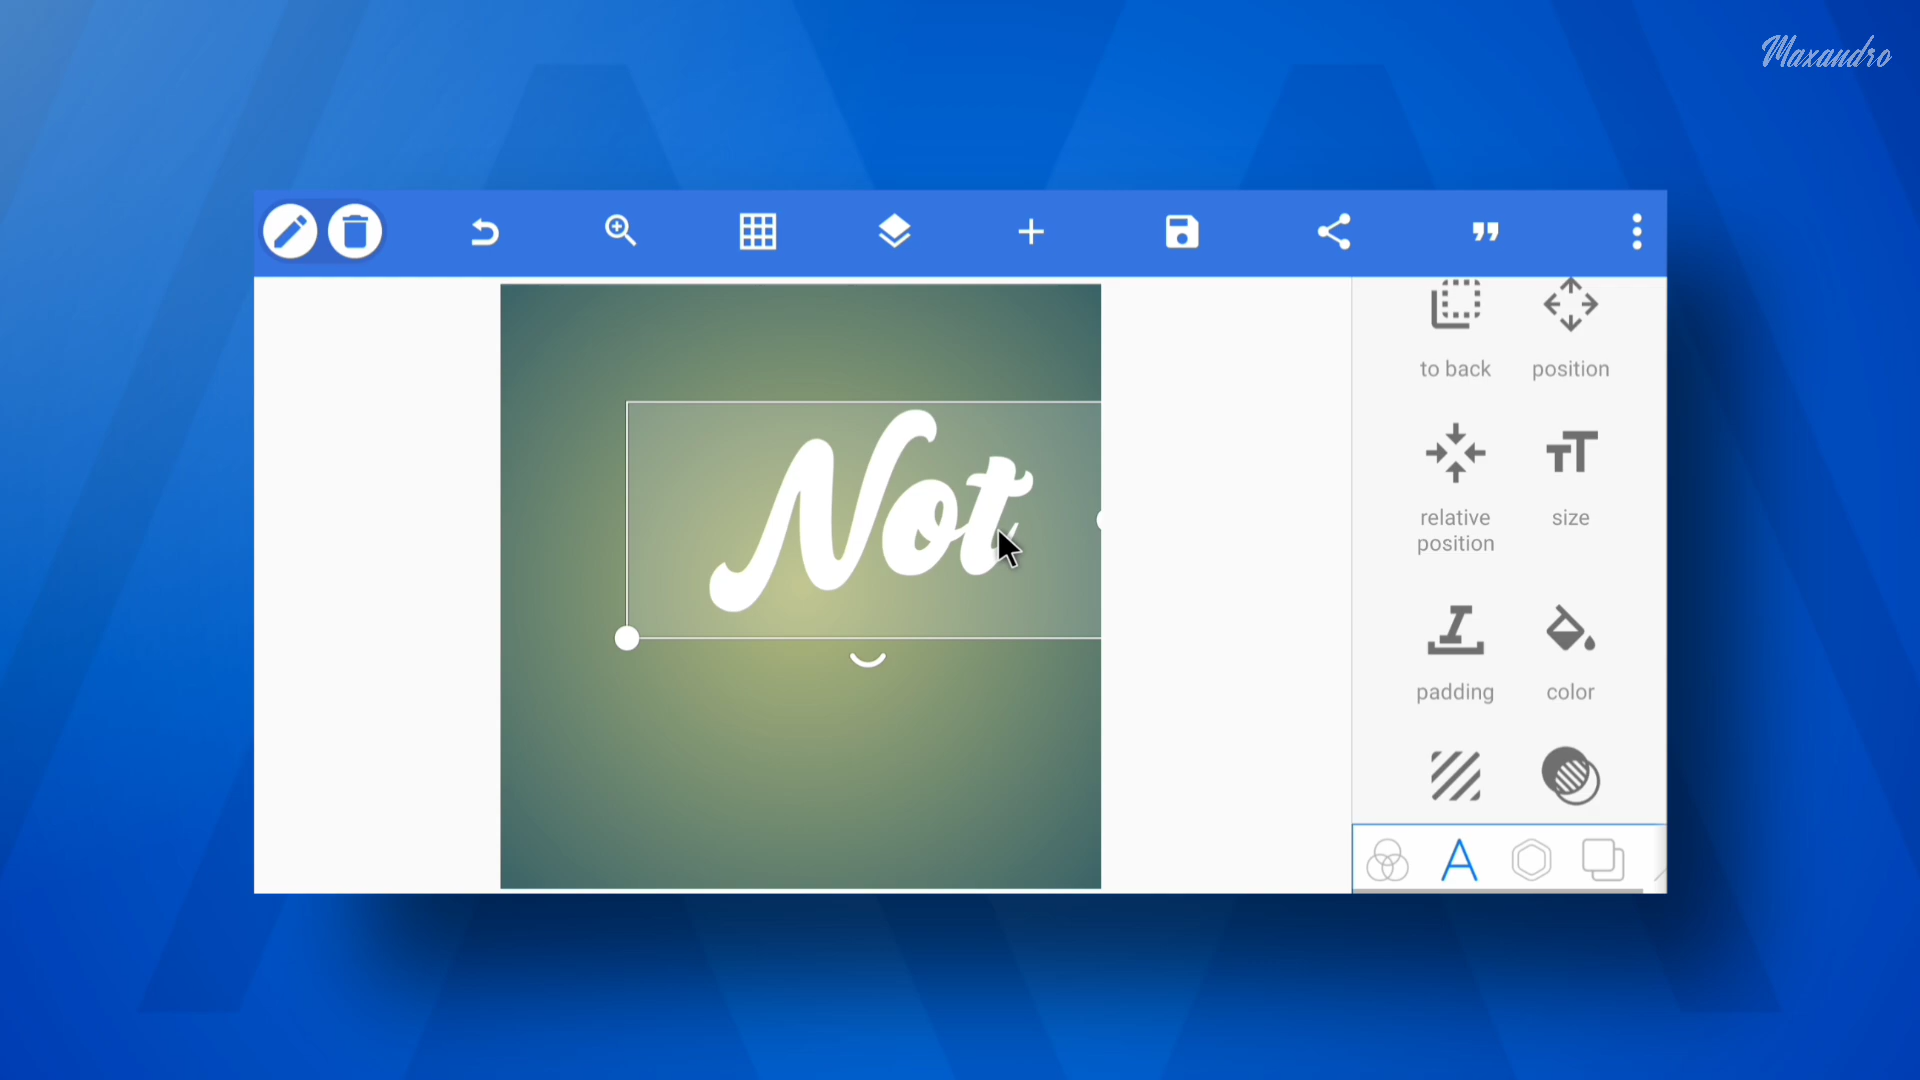 Maxandro
Not
to back
position
relative
position
size
padding
color